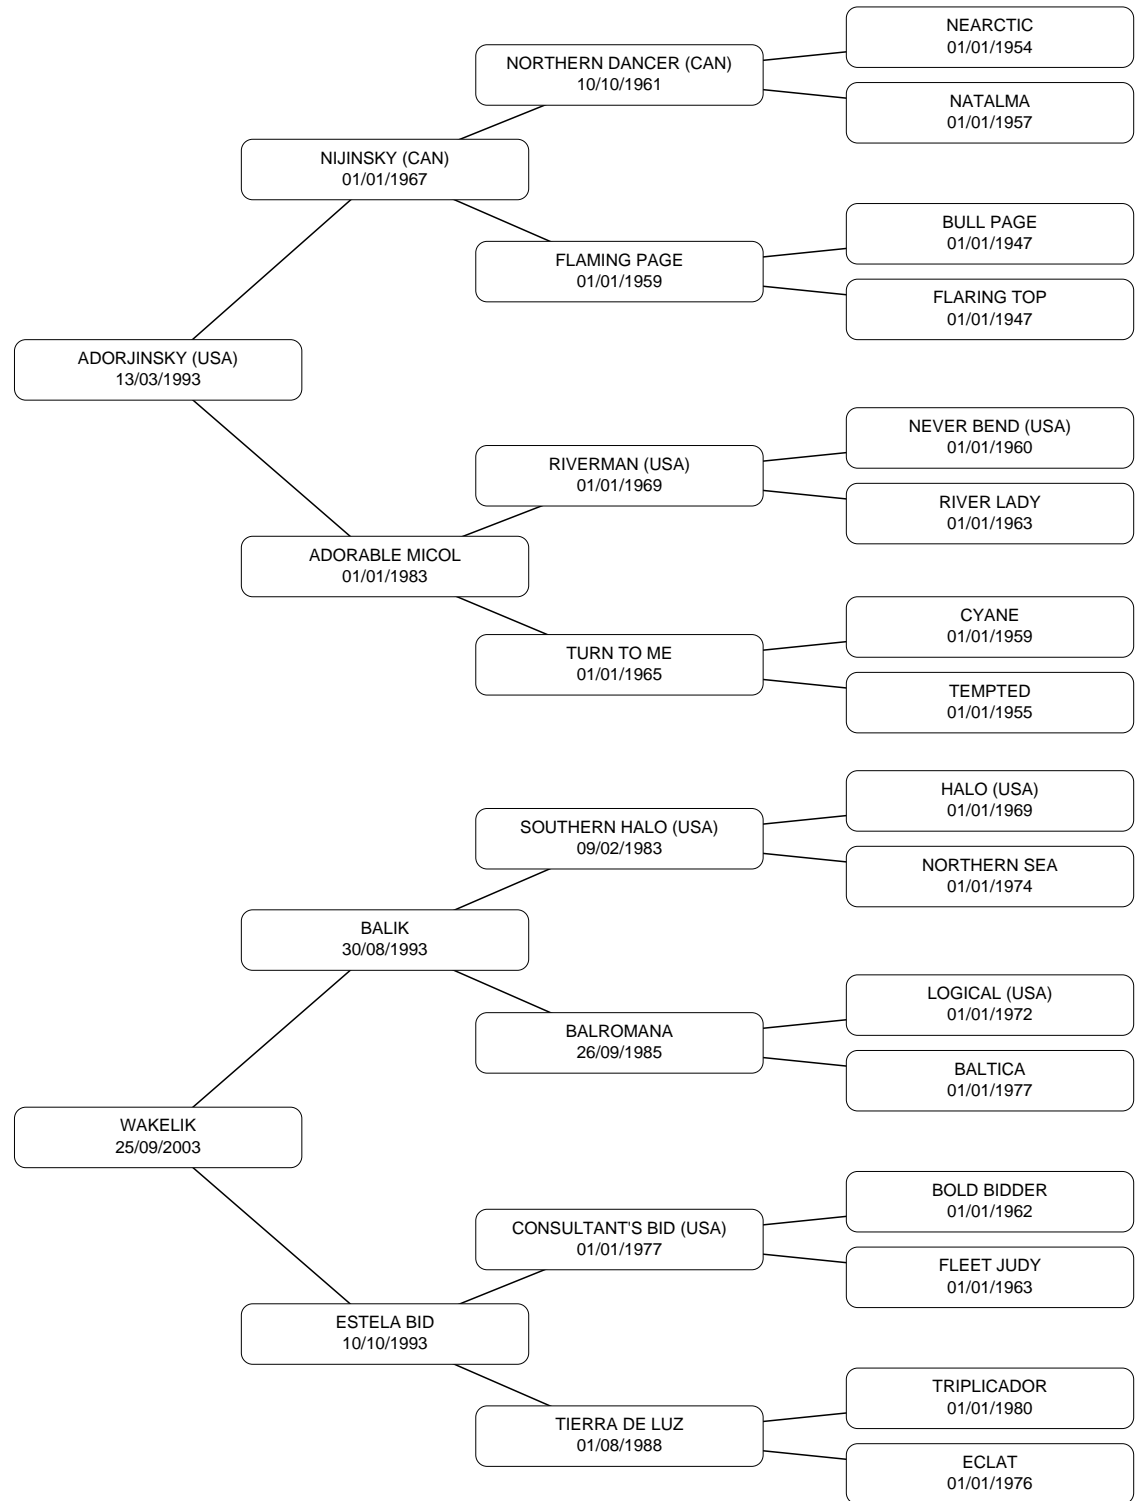 NEARCTIC
01/01/1954
NORTHERN DANCER (CAN)
10/10/1961
NATALMA
01/01/1957
NIJINSKY (CAN)
01/01/1967
BULL PAGE
01/01/1947
FLAMING PAGE
01/01/1959
FLARING TOP
01/01/1947
ADORJINSKY (USA)
13/03/1993
NEVER BEND (USA)
01/01/1960
RIVERMAN (USA)
01/01/1969
RIVER LADY
01/01/1963
ADORABLE MICOL
01/01/1983
CYANE
01/01/1959
TURN TO ME
01/01/1965
TEMPTED
01/01/1955
HALO (USA)
01/01/1969
SOUTHERN HALO (USA)
09/02/1983
NORTHERN SEA
01/01/1974
BALIK
30/08/1993
LOGICAL (USA)
01/01/1972
BALROMANA
26/09/1985
BALTICA
01/01/1977
WAKELIK
25/09/2003
BOLD BIDDER
01/01/1962
CONSULTANT'S BID (USA)
01/01/1977
FLEET JUDY
01/01/1963
ESTELA BID
10/10/1993
TRIPLICADOR
01/01/1980
TIERRA DE LUZ
01/08/1988
ECLAT
01/01/1976